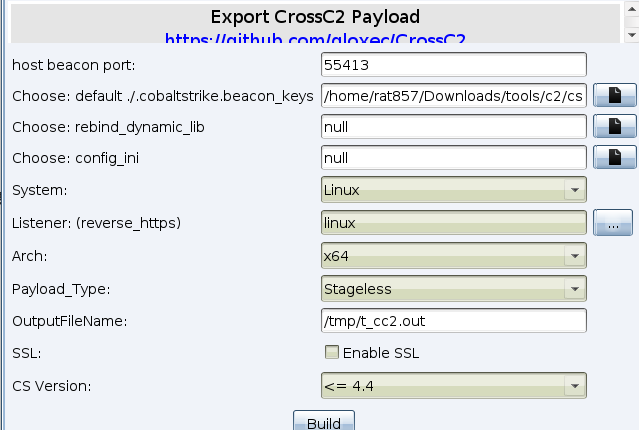 Export CrossC2 Payload
https://github.com/gloxec/CrossC2
host beacon port: 55413
Choose: default ./.cobaltstrike.beacon_keys /home/rat857/Downloads/tools/c2/cs
Choose: rebind_dynamic_lib null
Choose: config_ini null
System: Linux
Listener: (reverse_https) linux ...
Arch: x64
Payload_Type: Stageless
OutputFileName: /tmp/t_cc2.out
SSL: Enable SSL
CS Version: <= 4.4
Build